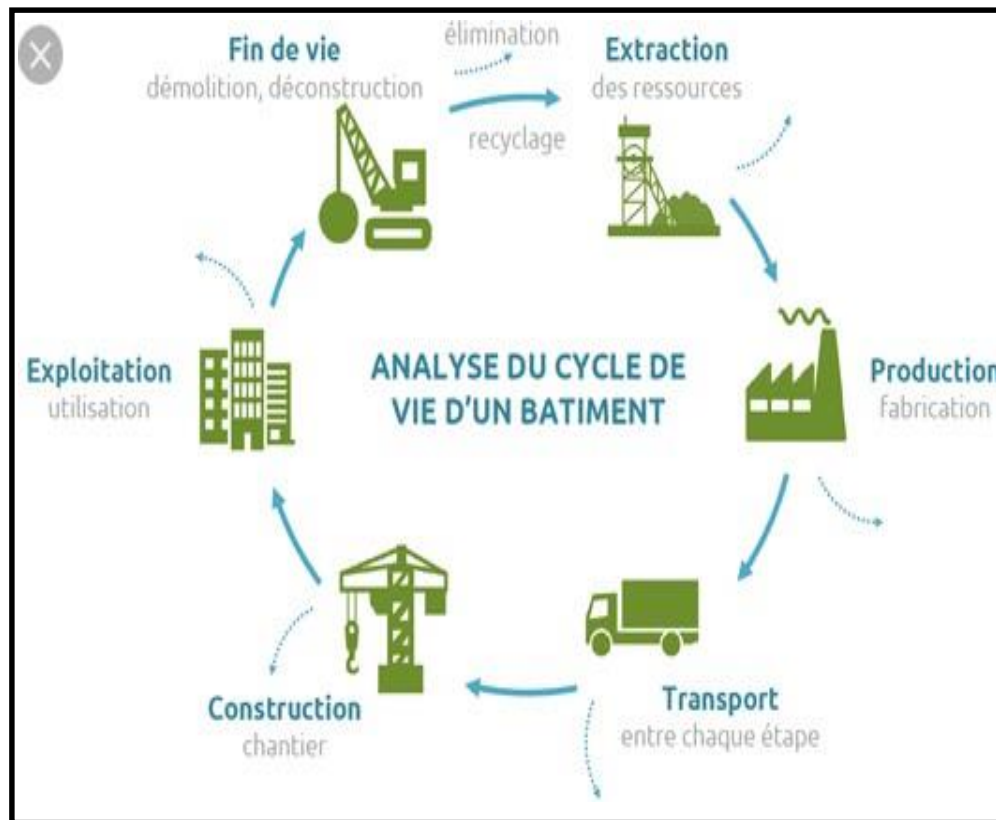 Fin de vie
démolition, déconstruction
élimination
recyclage
Extraction
des ressources
Production
fabrication
Transport
entre chaque étape
Construction
chantier
Exploitation
utilisation
ANALYSE DU CYCLE DE
VIE D'UN BATIMENT